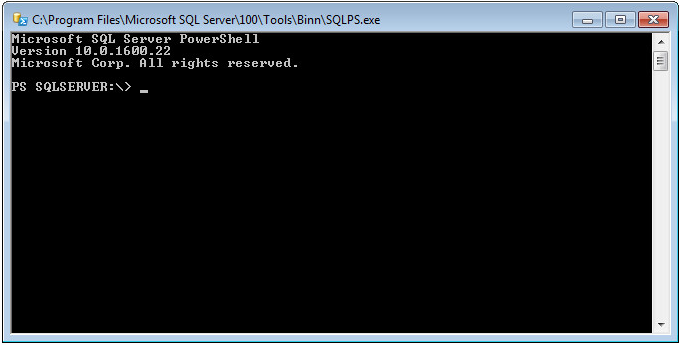 C:\Program Files\Microsoft SQL Server\100\Tools\Binn\SQLPS.exe
Microsoft SQL Server PowerShell
Version 10.0.1600.22
Microsoft Corp. All rights reserved.
PS SQLSERVER:\> _